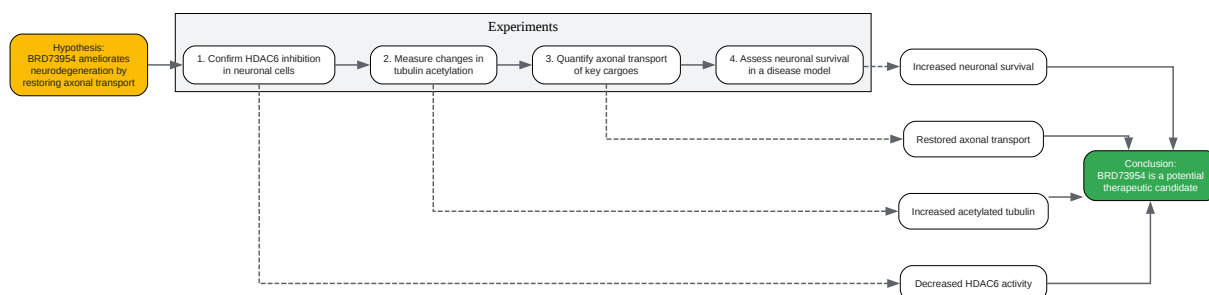 Experiments
Hypothesis:
BRD73954 ameliorates
neurodegeneration by
restoring axonal transport
1. Confirm HDAC6 inhibition
in neuronal cells
2. Measure changes in
tubulin acetylation
3. Quantify axonal transport
of key cargoes
4. Assess neuronal survival
in a disease model
Increased neuronal survival
Restored axonal transport
Increased acetylated tubulin
Decreased HDAC6 activity
Conclusion:
BRD73954 is a potential
therapeutic candidate